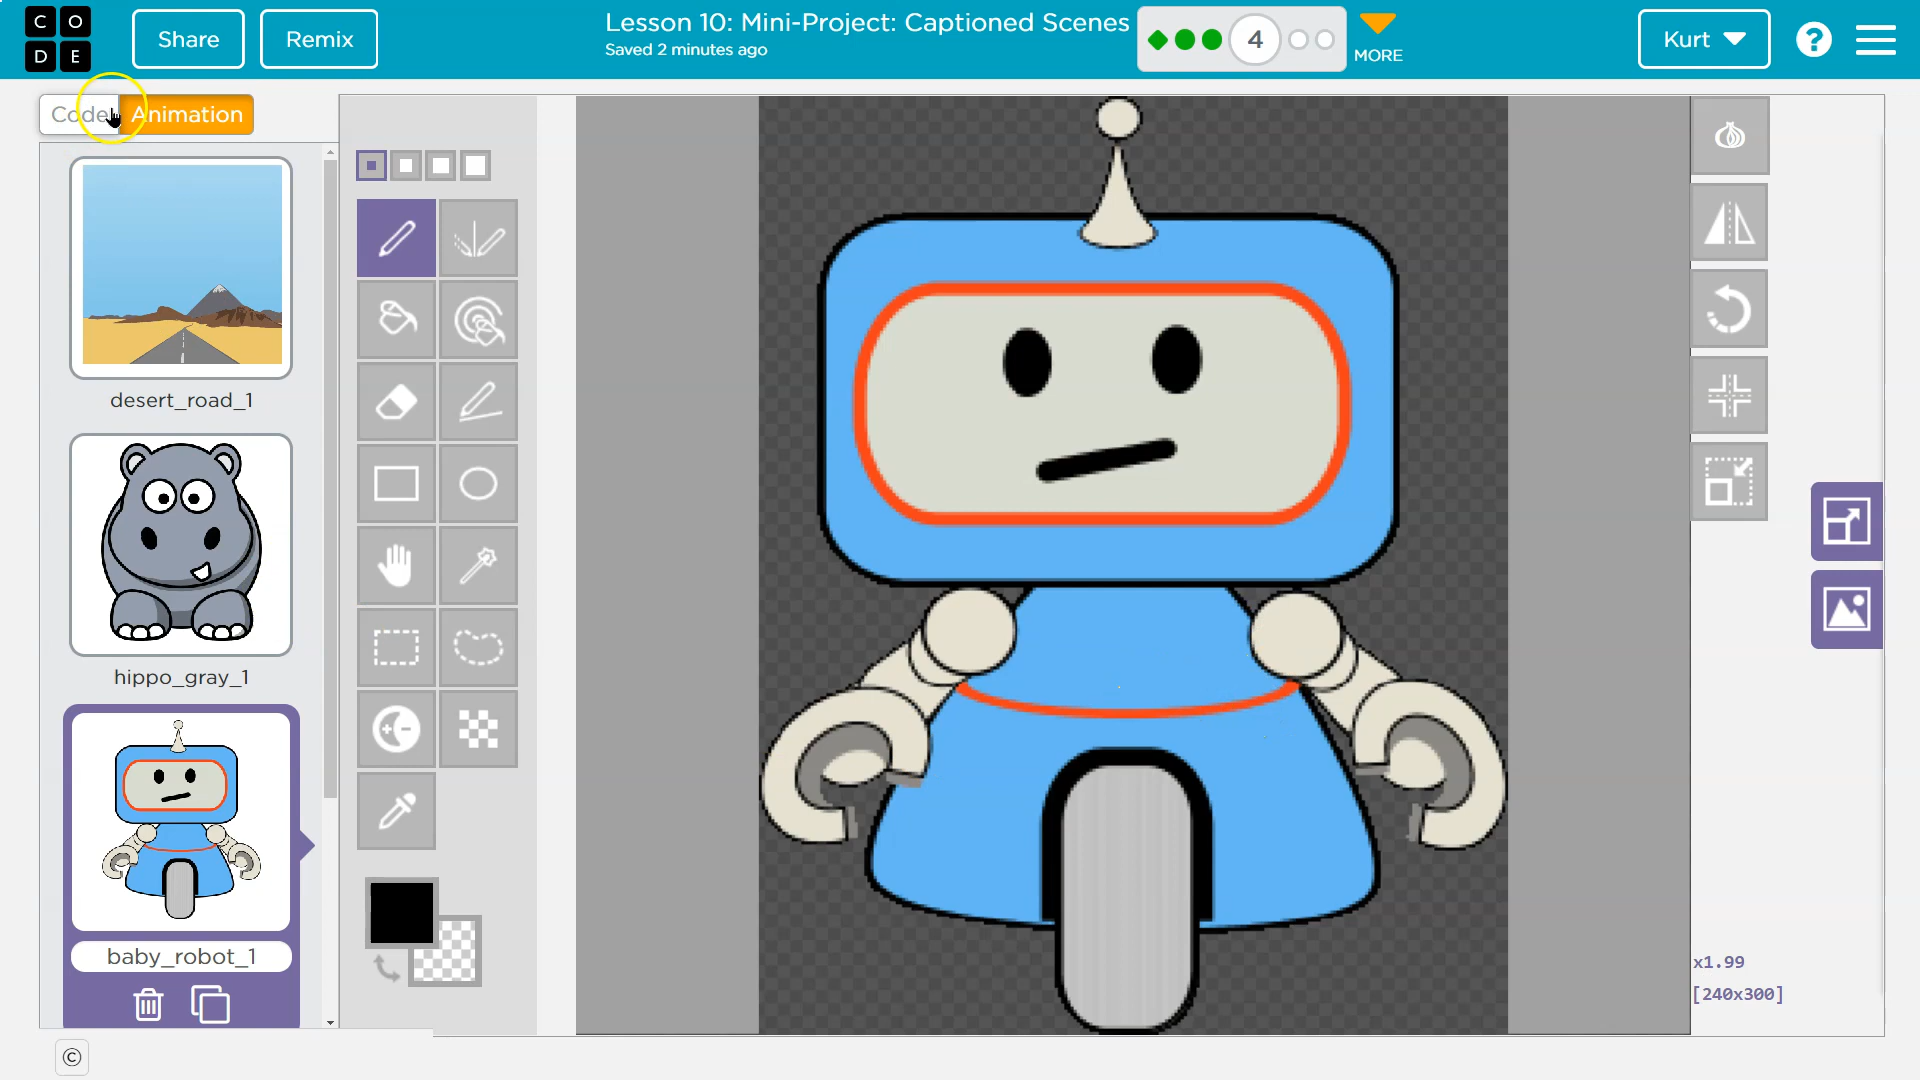 C O
D E
Share
Remix
Lesson 10: Mini-Project: Captioned Scenes
Saved 2 minutes ago
4
MORE
Kurt
?
Code
Animation
desert_road_1
hippo_gray_1
baby_robot_1
x1.99
[240x300]
©